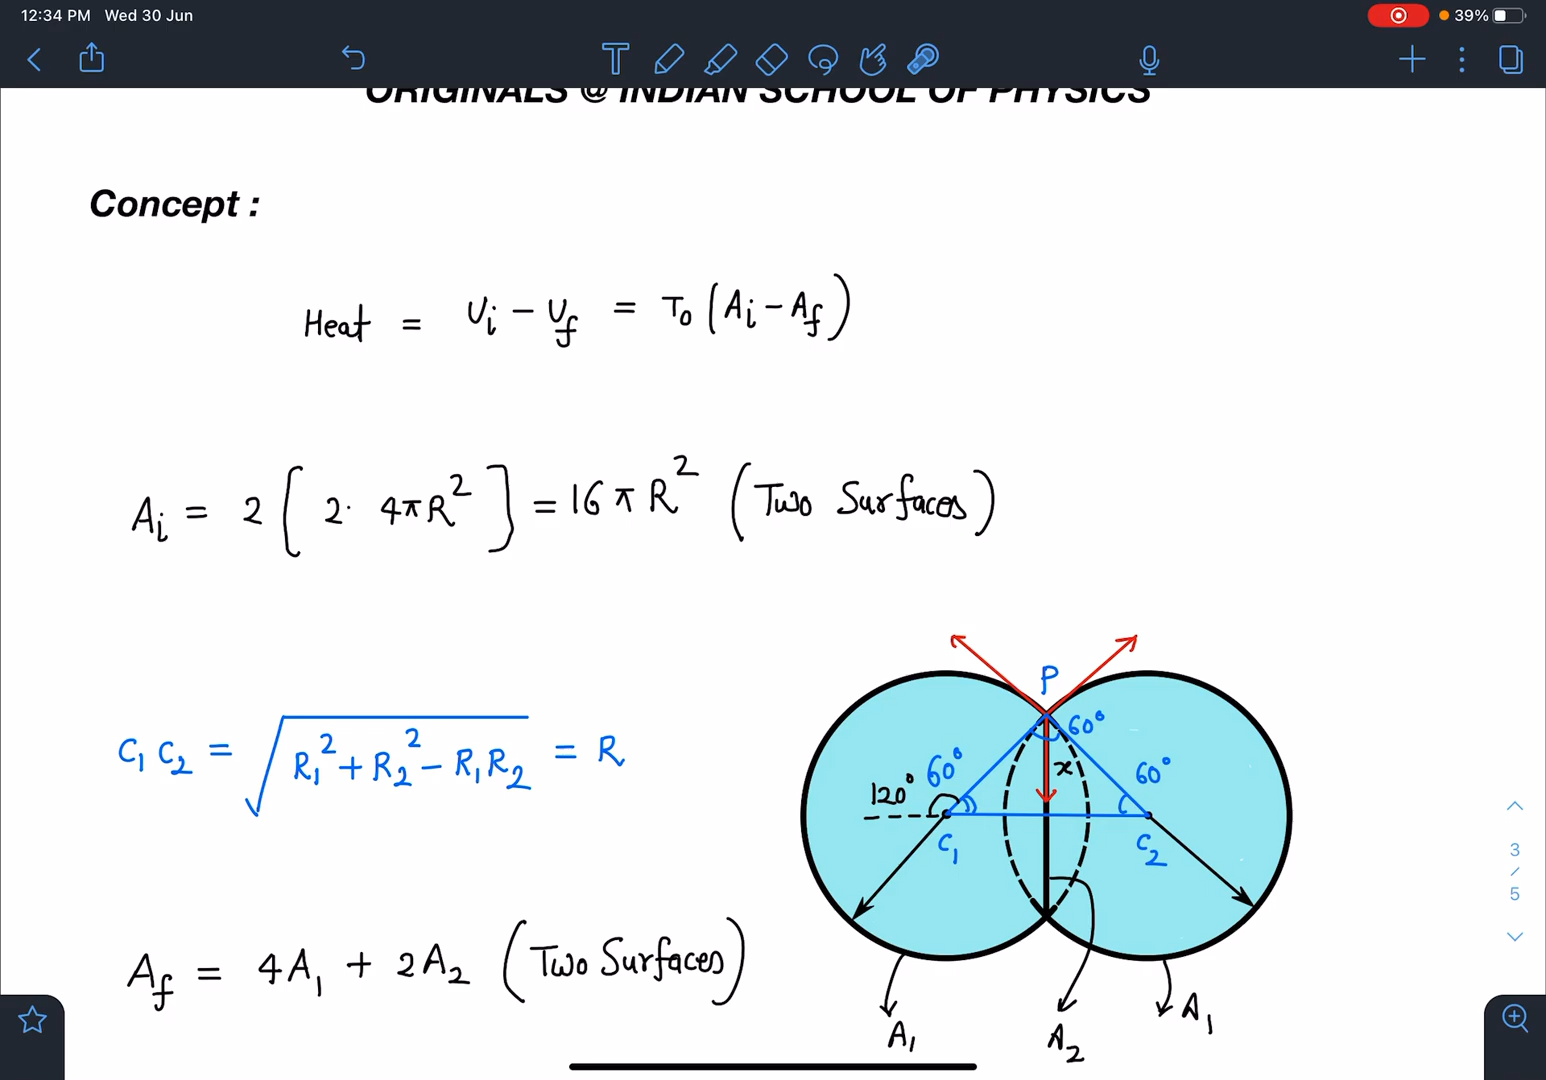 12:34 PM Wed 30 Jun
39%
ORIGINALS @ INDIAN SCHOOL OF PHYSICS
Concept :
Heat = Ui - Uf = T₀ (Ai - Af)
Ai = 2 [ 2· 4πR² ] = 16πR² (Two Surfaces)
C₁C₂ = √(R₁² + R₂² - R₁R₂) = R
P
60°
x
60°
60°
120°
C₁
C₂
Af = 4A₁ + 2A₂ (Two Surfaces)
A₁
A₂
A₁
3
/
5